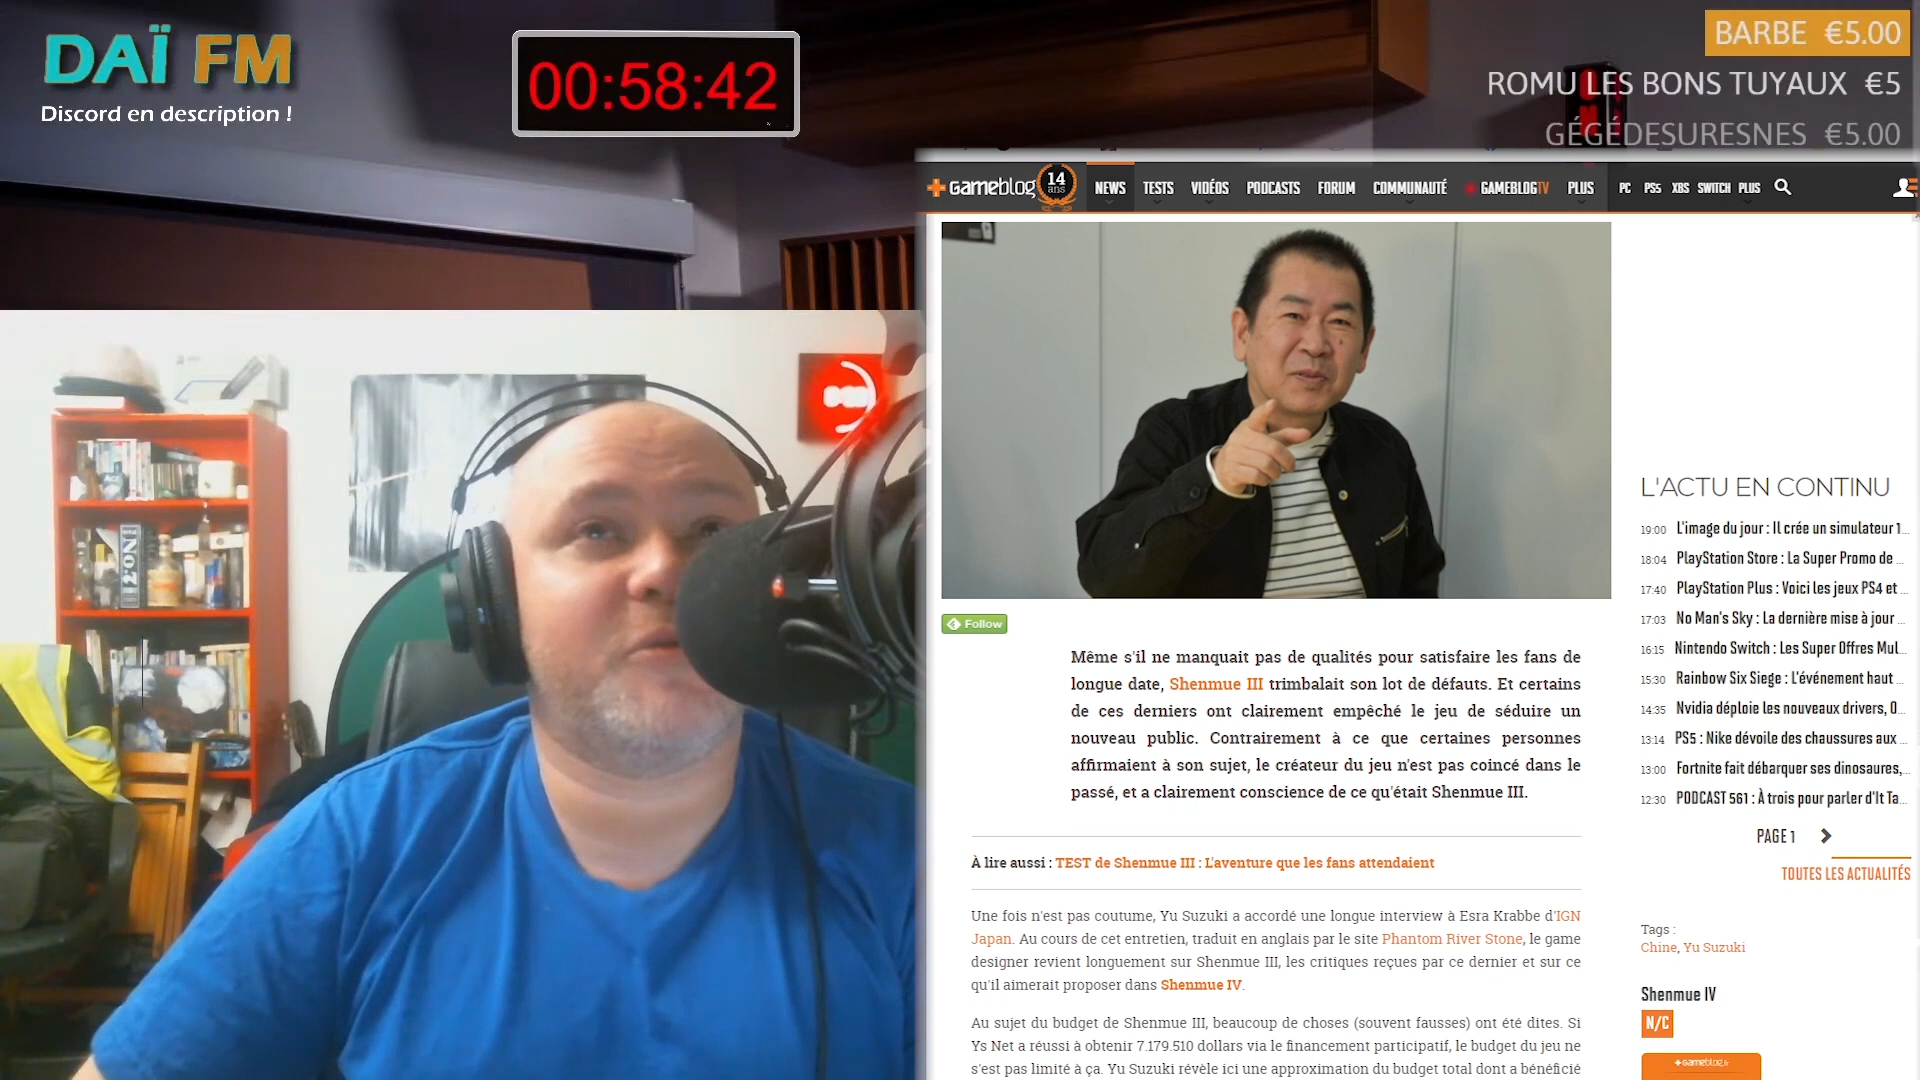 DAÏ FM
Discord en description !
00:58:42
BARBE €5.00
ROMU LES BONS TUYAUX €5
GÉGÉDESURESNES €5.00
gameblog 14 ans NEWS TESTS VIDÉOS PODCASTS FORUM COMMUNAUTÉ GAMEBLOGTV PLUS PC PS5 XBS SWITCH PLUS
Follow
Même s'il ne manquait pas de qualités pour satisfaire les fans de
longue date, Shenmue III trimbalait son lot de défauts. Et certains
de ces derniers ont clairement empêché le jeu de séduire un
nouveau public. Contrairement à ce que certaines personnes
affirmaient à son sujet, le créateur du jeu n'est pas coincé dans le
passé, et a clairement conscience de ce qu'était Shenmue III.
À lire aussi : TEST de Shenmue III : L'aventure que les fans attendaient
Une fois n'est pas coutume, Yu Suzuki a accordé une longue interview à Esra Krabbe d'IGN
Japan. Au cours de cet entretien, traduit en anglais par le site Phantom River Stone, le game
designer revient longuement sur Shenmue III, les critiques reçues par ce dernier et sur ce
qu'il aimerait proposer dans Shenmue IV.
Au sujet du budget de Shenmue III, beaucoup de choses (souvent fausses) ont été dites. Si
Ys Net a réussi à obtenir 7.179.510 dollars via le financement participatif, le budget du jeu ne
s'est pas limité à ça. Yu Suzuki révèle ici une approximation du budget total dont a bénéficié
L'ACTU EN CONTINU
19:00 L'image du jour : Il crée un simulateur 1...
18:04 PlayStation Store : La Super Promo de ...
17:40 PlayStation Plus : Voici les jeux PS4 et ...
17:03 No Man's Sky : La dernière mise à jour ...
16:15 Nintendo Switch : Les Super Offres Mul...
15:30 Rainbow Six Siege : L'événement haut ...
14:35 Nvidia déploie les nouveaux drivers, O...
13:14 PS5 : Nike dévoile des chaussures aux ...
13:00 Fortnite fait débarquer ses dinosaures,...
12:30 PODCAST 561 : À trois pour parler d'It Ta...
PAGE 1
TOUTES LES ACTUALITÉS
Tags :
Chine, Yu Suzuki
Shenmue IV
N/C
gameblog.fr